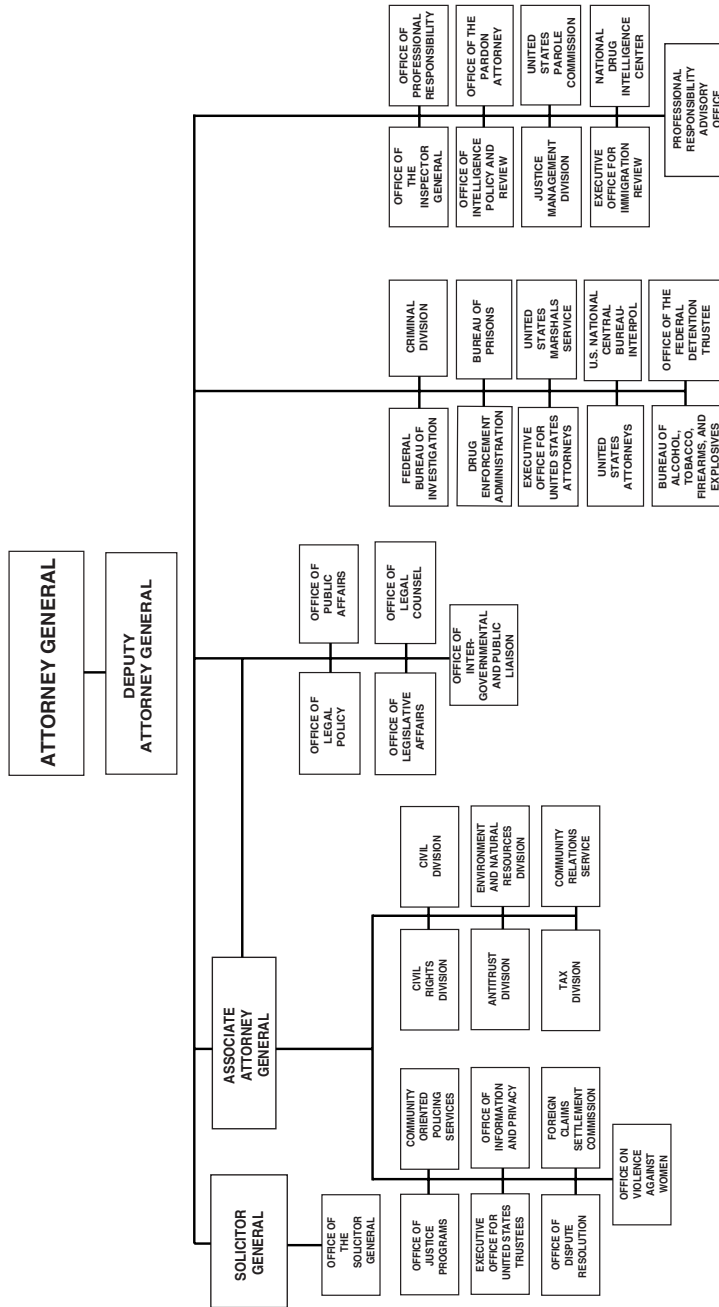 ATTORNEY GENERAL
DEPUTY
ATTORNEY GENERAL
SOLICITOR
GENERAL
OFFICE OF
THE
SOLICITOR
GENERAL
ASSOCIATE
ATTORNEY
GENERAL
OFFICE OF
JUSTICE
PROGRAMS
COMMUNITY
ORIENTED
POLICING
SERVICES
EXECUTIVE
OFFICE FOR
UNITED STATES
TRUSTEES
OFFICE OF
INFORMATION
AND PRIVACY
OFFICE OF
DISPUTE
RESOLUTION
FOREIGN
CLAIMS
SETTLEMENT
COMMISSION
OFFICE ON
VIOLENCE
AGAINST
WOMEN
CIVIL
RIGHTS
DIVISION
CIVIL
DIVISION
ANTITRUST
DIVISION
ENVIRONMENT
AND NATURAL
RESOURCES
DIVISION
TAX
DIVISION
COMMUNITY
RELATIONS
SERVICE
OFFICE OF
LEGAL
POLICY
OFFICE OF
PUBLIC
AFFAIRS
OFFICE OF
LEGISLATIVE
AFFAIRS
OFFICE OF
LEGAL
COUNSEL
OFFICE OF
INTER-
GOVERNMENTAL
AND PUBLIC
LIAISON
FEDERAL
BUREAU OF
INVESTIGATION
CRIMINAL
DIVISION
DRUG
ENFORCEMENT
ADMINISTRATION
BUREAU OF
PRISONS
EXECUTIVE
OFFICE FOR
UNITED STATES
ATTORNEYS
UNITED
STATES
MARSHALS
SERVICE
UNITED
STATES
ATTORNEYS
U.S. NATIONAL
CENTRAL
BUREAU-
INTERPOL
BUREAU OF
ALCOHOL,
TOBACCO,
FIREARMS, AND
EXPLOSIVES
OFFICE OF THE
FEDERAL
DETENTION
TRUSTEE
OFFICE OF
THE
INSPECTOR
GENERAL
OFFICE OF
PROFESSIONAL
RESPONSIBILITY
OFFICE OF
INTELLIGENCE
POLICY AND
REVIEW
OFFICE OF THE
PARDON
ATTORNEY
JUSTICE
MANAGEMENT
DIVISION
UNITED
STATES
PAROLE
COMMISSION
EXECUTIVE
OFFICE FOR
IMMIGRATION
REVIEW
NATIONAL
DRUG
INTELLIGENCE
CENTER
PROFESSIONAL
RESPONSIBILITY
ADVISORY
OFFICE